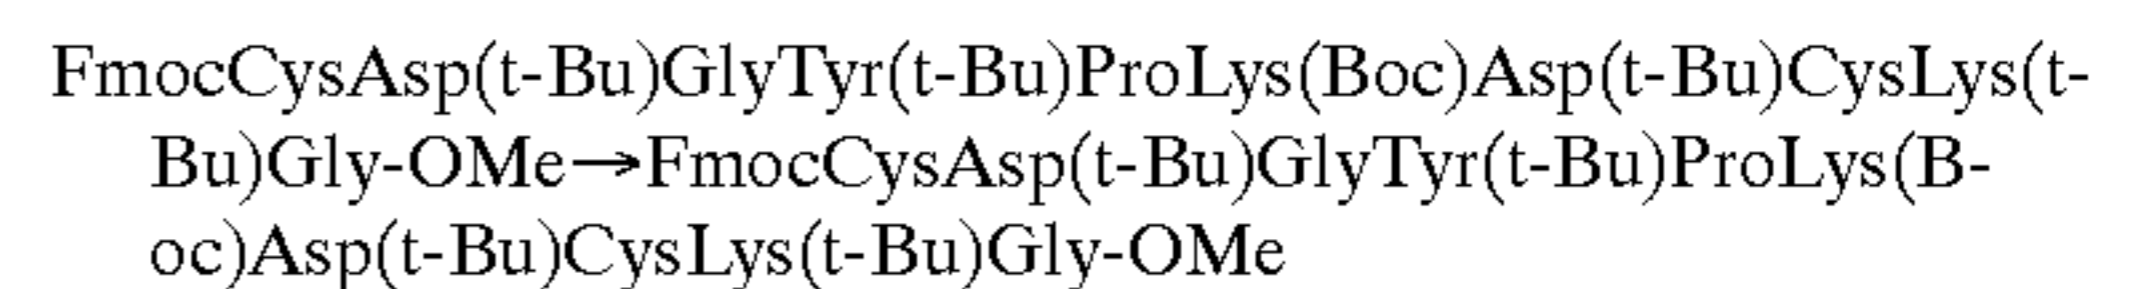 FmocCysAsp(t-Bu)GlyTyr(t-Bu)ProLys(Boc)Asp(t-Bu)CysLys(t-
Bu)Gly-OMe→FmocCysAsp(t-Bu)GlyTyr(t-Bu)ProLys(B-
oc)Asp(t-Bu)CysLys(t-Bu)Gly-OMe